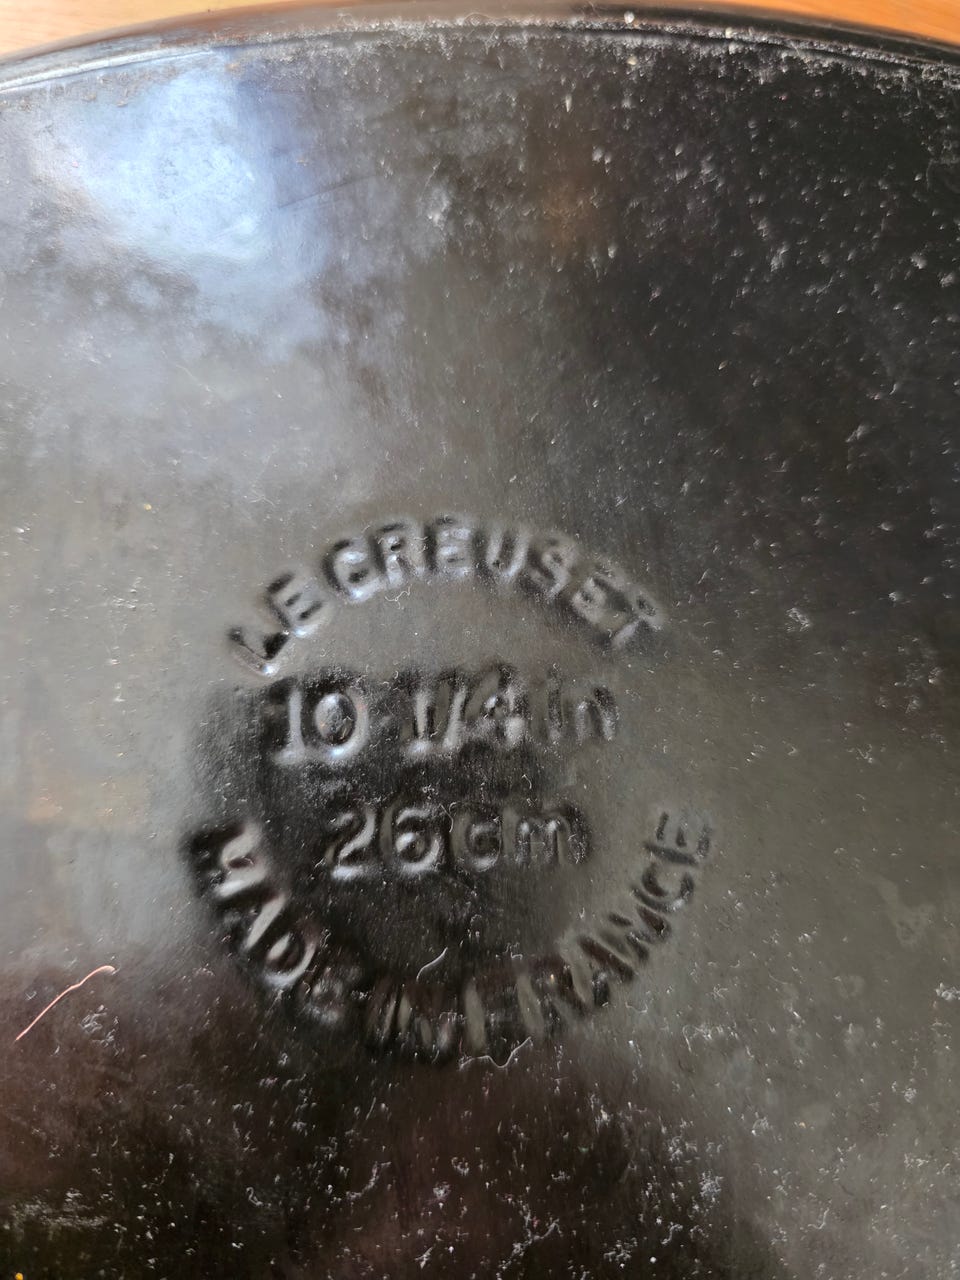 LE CREUSET
10 1/4 in
26cm
MADE IN FRANCE